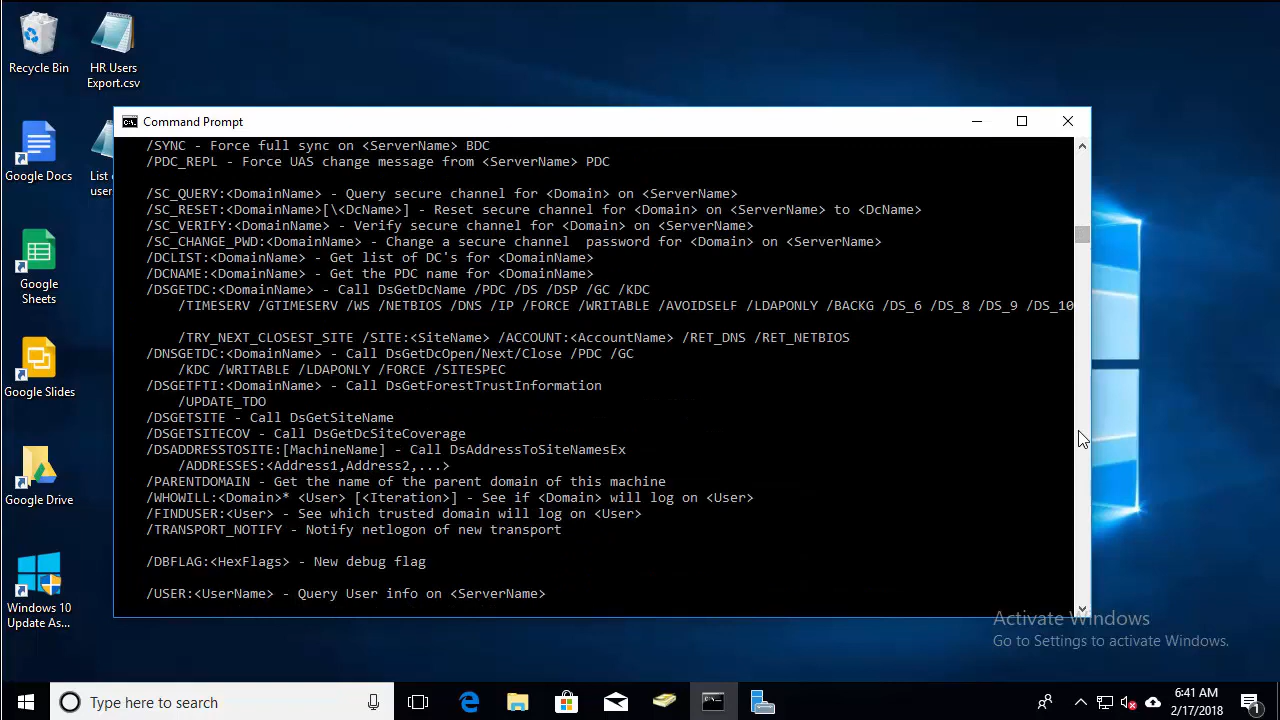 Recycle Bin
HR Users
Export.csv
Google Docs
List
user
Google
Sheets
Google Slides
Google Drive
Windows 10
Update As...
Command Prompt
/SYNC - Force full sync on <ServerName> BDC
/PDC_REPL - Force UAS change message from <ServerName> PDC
/SC_QUERY:<DomainName> - Query secure channel for <Domain> on <ServerName>
/SC_RESET:<DomainName>[\<DcName>] - Reset secure channel for <Domain> on <ServerName> to <DcName>
/SC_VERIFY:<DomainName> - Verify secure channel for <Domain> on <ServerName>
/SC_CHANGE_PWD:<DomainName> - Change a secure channel  password for <Domain> on <ServerName>
/DCLIST:<DomainName> - Get list of DC's for <DomainName>
/DCNAME:<DomainName> - Get the PDC name for <DomainName>
/DSGETDC:<DomainName> - Call DsGetDcName /PDC /DS /DSP /GC /KDC
/TIMESERV /GTIMESERV /WS /NETBIOS /DNS /IP /FORCE /WRITABLE /AVOIDSELF /LDAPONLY /BACKG /DS_6 /DS_8 /DS_9 /DS_10
/TRY_NEXT_CLOSEST_SITE /SITE:<SiteName> /ACCOUNT:<AccountName> /RET_DNS /RET_NETBIOS
/DNSGETDC:<DomainName> - Call DsGetDcOpen/Next/Close /PDC /GC
/KDC /WRITABLE /LDAPONLY /FORCE /SITESPEC
/DSGETFTI:<DomainName> - Call DsGetForestTrustInformation
/UPDATE_TDO
/DSGETSITE - Call DsGetSiteName
/DSGETSITECOV - Call DsGetDcSiteCoverage
/DSADDRESSTOSITE:[MachineName] - Call DsAddressToSiteNamesEx
/ADDRESSES:<Address1,Address2,...>
/PARENTDOMAIN - Get the name of the parent domain of this machine
/WHOWILL:<Domain>* <User> [<Iteration>] - See if <Domain> will log on <User>
/FINDUSER:<User> - See which trusted domain will log on <User>
/TRANSPORT_NOTIFY - Notify netlogon of new transport
/DBFLAG:<HexFlags> - New debug flag
/USER:<UserName> - Query User info on <ServerName>
Activate Windows
Go to Settings to activate Windows.
Type here to search
6:41 AM
2/17/2018
1